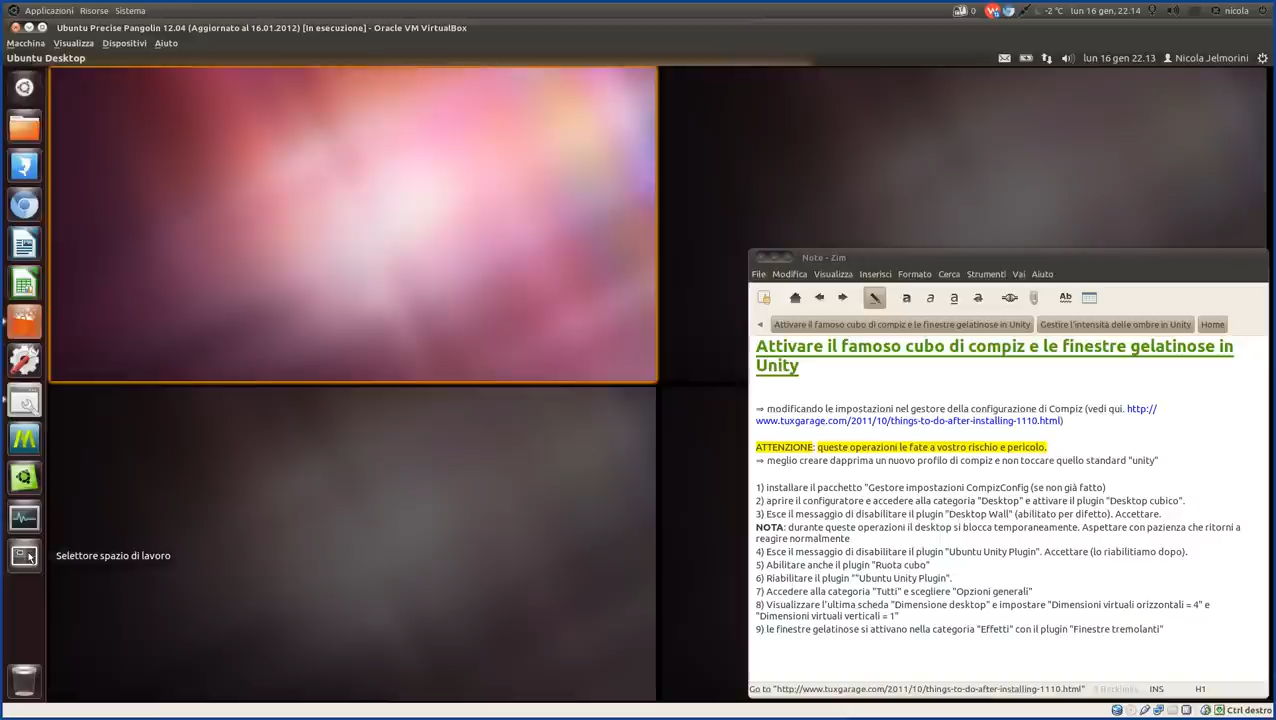 Applicazioni Risorse Sistema
0
-2 °C lun 16 gen, 22.14 nicola
Ubuntu Precise Pangolin 12.04 (Aggiornato al 16.01.2012) [In esecuzione] - Oracle VM VirtualBox
Macchina Visualizza Dispositivi Aiuto
Ubuntu Desktop
lun 16 gen 22.13 Nicola Jelmorini
Note - Zim
File Modifica Visualizza Inserisci Formato Cerca Strumenti Vai Aiuto
Attivare il famoso cubo di compiz e le finestre gelatinose in Unity Gestire l'intensità delle ombre in Unity Home
Attivare il famoso cubo di compiz e le finestre gelatinose in
Unity
⇒ modificando le impostazioni nel gestore della configurazione di Compiz (vedi qui. http://
www.tuxgarage.com/2011/10/things-to-do-after-installing-1110.html)
ATTENZIONE: queste operazioni le fate a vostro rischio e pericolo.
⇒ meglio creare dapprima un nuovo profilo di compiz e non toccare quello standard "unity"
1) installare il pacchetto "Gestore impostazioni CompizConfig (se non già fatto)
2) aprire il configuratore e accedere alla categoria "Desktop" e attivare il plugin "Desktop cubico".
3) Esce il messaggio di disabilitare il plugin "Desktop Wall" (abilitato per difetto). Accettare.
NOTA: durante queste operazioni il desktop si blocca temporaneamente. Aspettare con pazienza che ritorni a
reagire normalmente
4) Esce il messaggio di disabilitare il plugin "Ubuntu Unity Plugin". Accettare (lo riabilitiamo dopo).
5) Abilitare anche il plugin "Ruota cubo"
6) Riabilitare il plugin ""Ubuntu Unity Plugin".
7) Accedere alla categoria "Tutti" e scegliere "Opzioni generali"
8) Visualizzare l'ultima scheda "Dimensione desktop" e impostare "Dimensioni virtuali orizzontali = 4" e
"Dimensioni virtuali verticali = 1"
9) le finestre gelatinose si attivano nella categoria "Effetti" con il plugin "Finestre tremolanti"
Selettore spazio di lavoro
Go to "http://www.tuxgarage.com/2011/10/things-to-do-after-installing-1110.html" INS H1
Ctrl destro